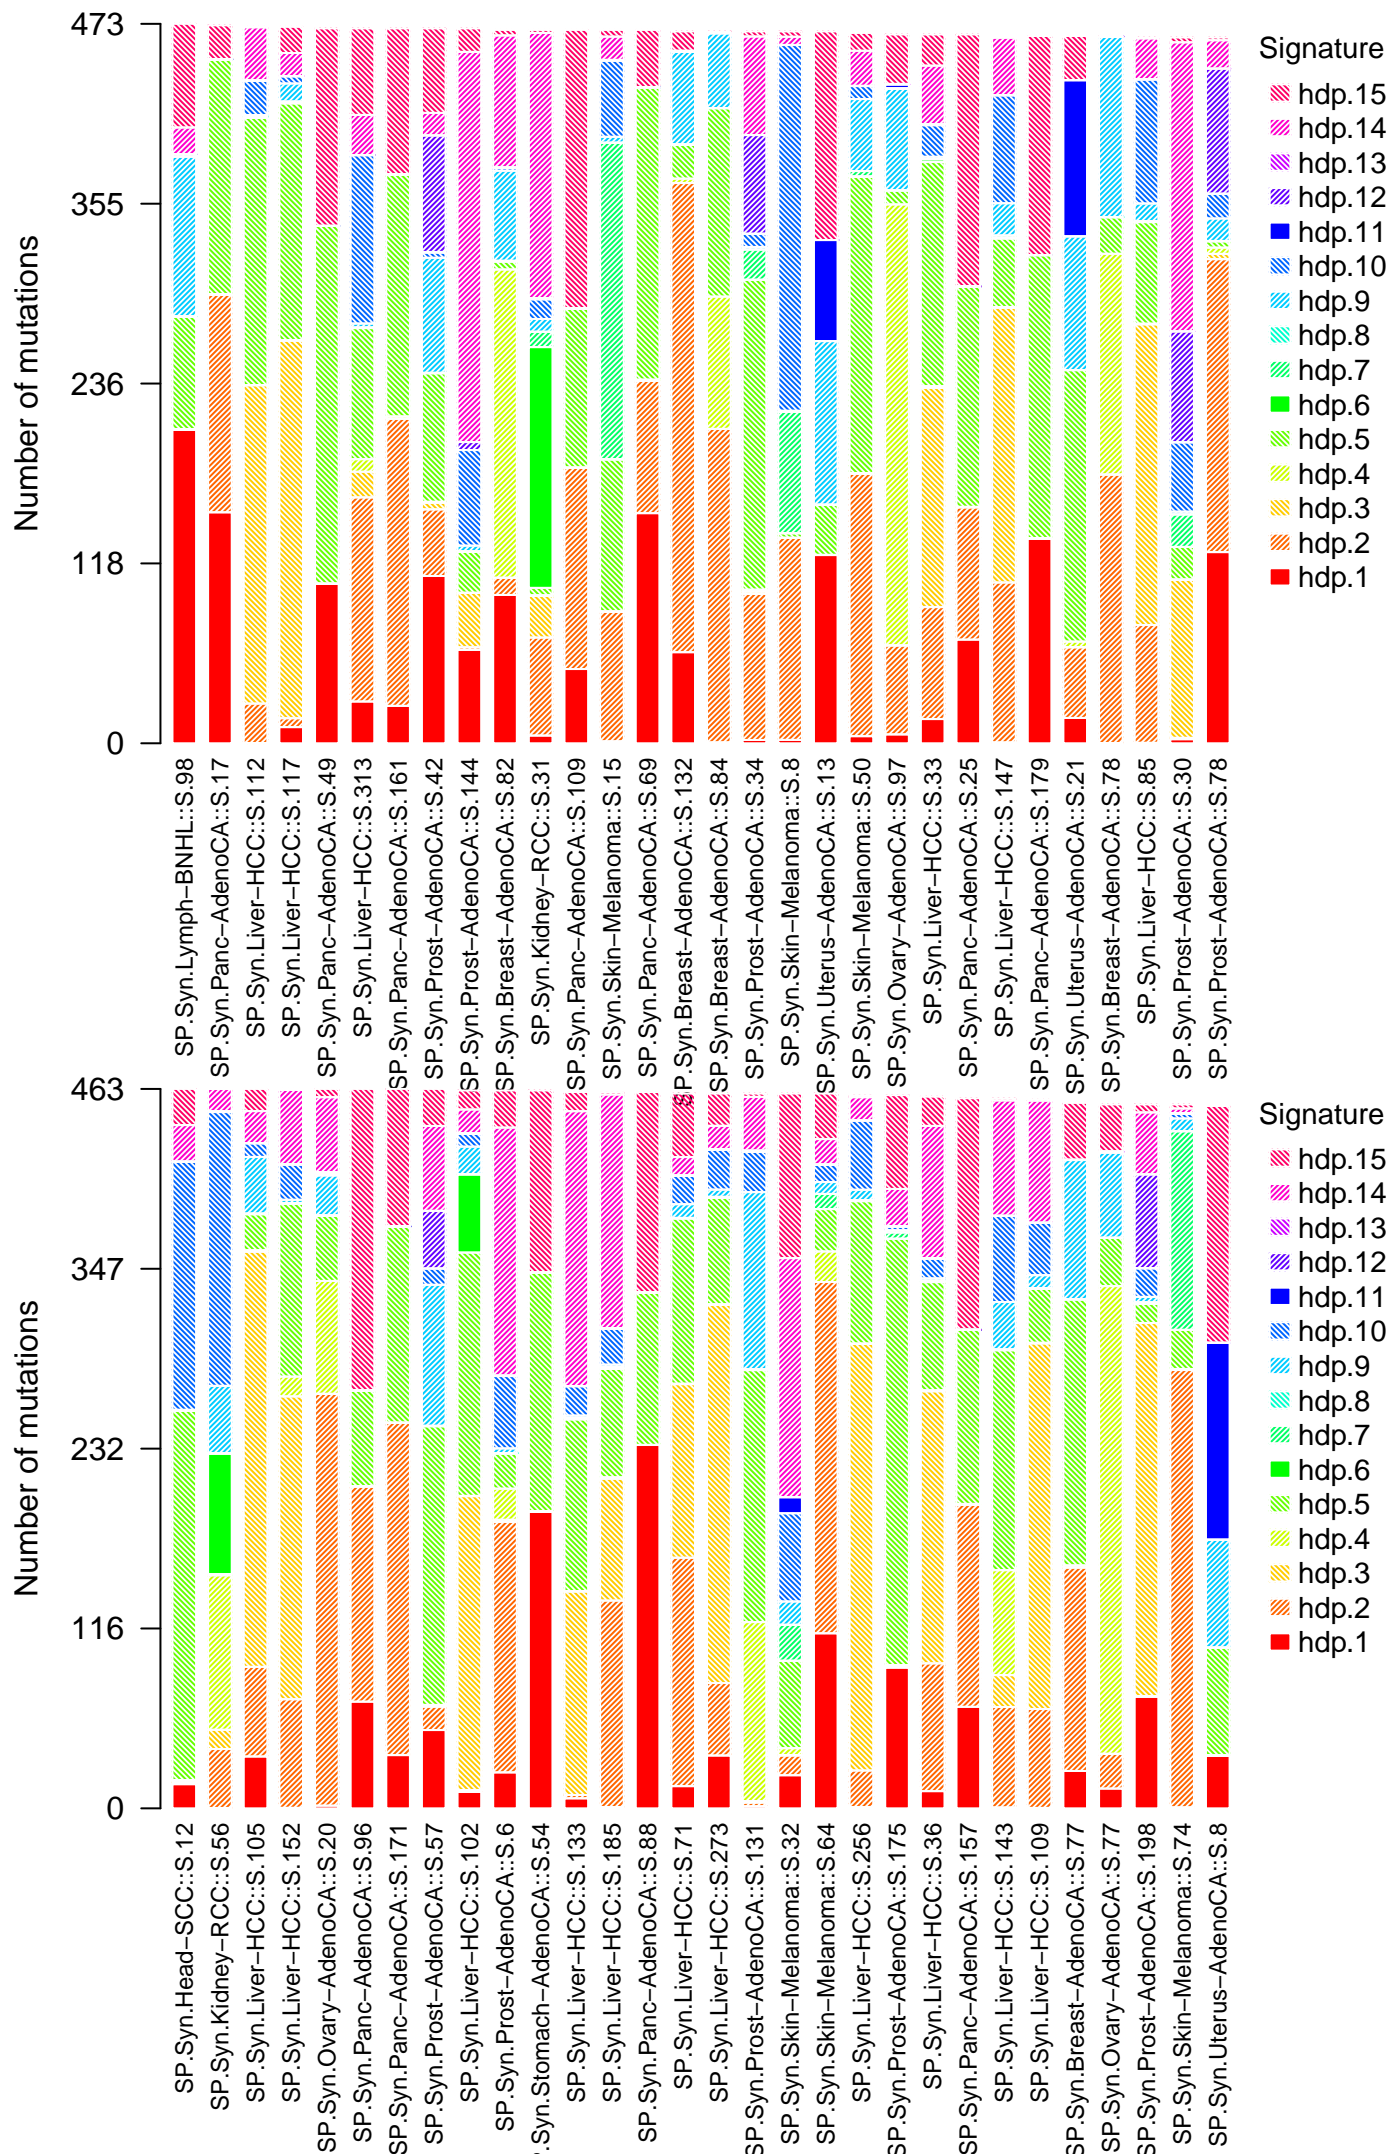 Number of mutations
473
355
236
118
0
Signature
hdp.15
hdp.14
hdp.13
hdp.12
hdp.11
hdp.10
hdp.9
hdp.8
hdp.7
hdp.6
hdp.5
hdp.4
hdp.3
hdp.2
hdp.1
SP.Syn.Lymph−BNHL::S.98
SP.Syn.Panc−AdenoCA::S.17
SP.Syn.Liver−HCC::S.112
SP.Syn.Liver−HCC::S.117
SP.Syn.Panc−AdenoCA::S.49
SP.Syn.Liver−HCC::S.313
SP.Syn.Panc−AdenoCA::S.161
SP.Syn.Prost−AdenoCA::S.42
SP.Syn.Prost−AdenoCA::S.144
SP.Syn.Breast−AdenoCA::S.82
SP.Syn.Kidney−RCC::S.31
SP.Syn.Panc−AdenoCA::S.109
SP.Syn.Skin−Melanoma::S.15
SP.Syn.Panc−AdenoCA::S.69
SP.Syn.Breast−AdenoCA::S.132
SP.Syn.Breast−AdenoCA::S.84
SP.Syn.Prost−AdenoCA::S.34
SP.Syn.Skin−Melanoma::S.8
SP.Syn.Uterus−AdenoCA::S.13
SP.Syn.Skin−Melanoma::S.50
SP.Syn.Ovary−AdenoCA::S.97
SP.Syn.Liver−HCC::S.33
SP.Syn.Panc−AdenoCA::S.25
SP.Syn.Liver−HCC::S.147
SP.Syn.Panc−AdenoCA::S.179
SP.Syn.Uterus−AdenoCA::S.21
SP.Syn.Breast−AdenoCA::S.78
SP.Syn.Liver−HCC::S.85
SP.Syn.Prost−AdenoCA::S.30
SP.Syn.Prost−AdenoCA::S.78
Number of mutations
463
347
232
116
0
Signature
hdp.15
hdp.14
hdp.13
hdp.12
hdp.11
hdp.10
hdp.9
hdp.8
hdp.7
hdp.6
hdp.5
hdp.4
hdp.3
hdp.2
hdp.1
SP.Syn.Head−SCC::S.12
SP.Syn.Kidney−RCC::S.56
SP.Syn.Liver−HCC::S.105
SP.Syn.Liver−HCC::S.152
SP.Syn.Ovary−AdenoCA::S.20
SP.Syn.Panc−AdenoCA::S.96
SP.Syn.Panc−AdenoCA::S.171
SP.Syn.Prost−AdenoCA::S.57
SP.Syn.Liver−HCC::S.102
SP.Syn.Prost−AdenoCA::S.6
P.Syn.Stomach−AdenoCA::S.54
SP.Syn.Liver−HCC::S.133
SP.Syn.Liver−HCC::S.185
SP.Syn.Panc−AdenoCA::S.88
SP.Syn.Liver−HCC::S.71
SP.Syn.Liver−HCC::S.273
SP.Syn.Prost−AdenoCA::S.131
SP.Syn.Skin−Melanoma::S.32
SP.Syn.Skin−Melanoma::S.64
SP.Syn.Liver−HCC::S.256
SP.Syn.Prost−AdenoCA::S.175
SP.Syn.Liver−HCC::S.36
SP.Syn.Panc−AdenoCA::S.157
SP.Syn.Liver−HCC::S.143
SP.Syn.Liver−HCC::S.109
SP.Syn.Breast−AdenoCA::S.77
SP.Syn.Ovary−AdenoCA::S.77
SP.Syn.Prost−AdenoCA::S.198
SP.Syn.Skin−Melanoma::S.74
SP.Syn.Uterus−AdenoCA::S.8